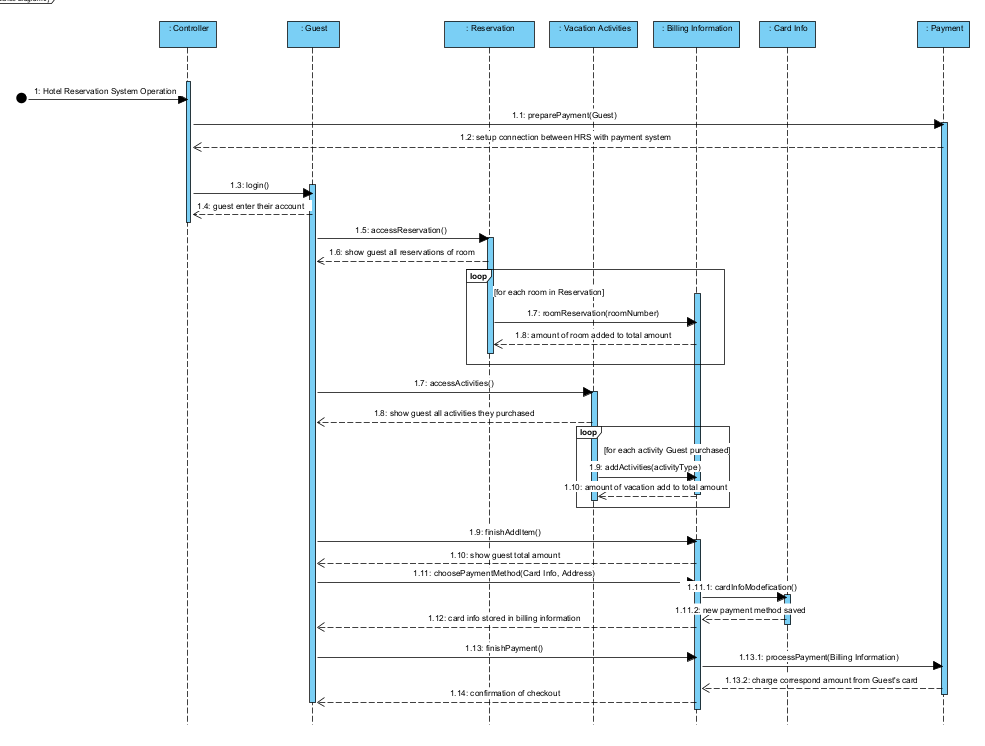 : Controller
: Guest
: Reservation
: Vacation Activities
: Billing Information
: Card Info
: Payment
1: Hotel Reservation System Operation
1.1: preparePayment(Guest)
1.2: setup connection between HRS with payment system
1.3: login()
1.4: guest enter their account
1.5: accessReservation()
1.6: show guest all reservations of room
loop
[for each room in Reservation]
1.7: roomReservation(roomNumber)
1.8: amount of room added to total amount
1.7: accessActivities()
1.8: show guest all activities they purchased
loop
[for each activity Guest purchased]
1.9: addActivities(activityType)
1.10: amount of vacation add to total amount
1.9: finishAddItem()
1.10: show guest total amount
1.11: choosePaymentMethod(Card Info, Address)
1.11.1: cardInfoModefication()
1.11.2: new payment method saved
1.12: card info stored in billing information
1.13: finishPayment()
1.13.1: processPayment(Billing Information)
1.13.2: charge correspond amount from Guest's card
1.14: confirmation of checkout